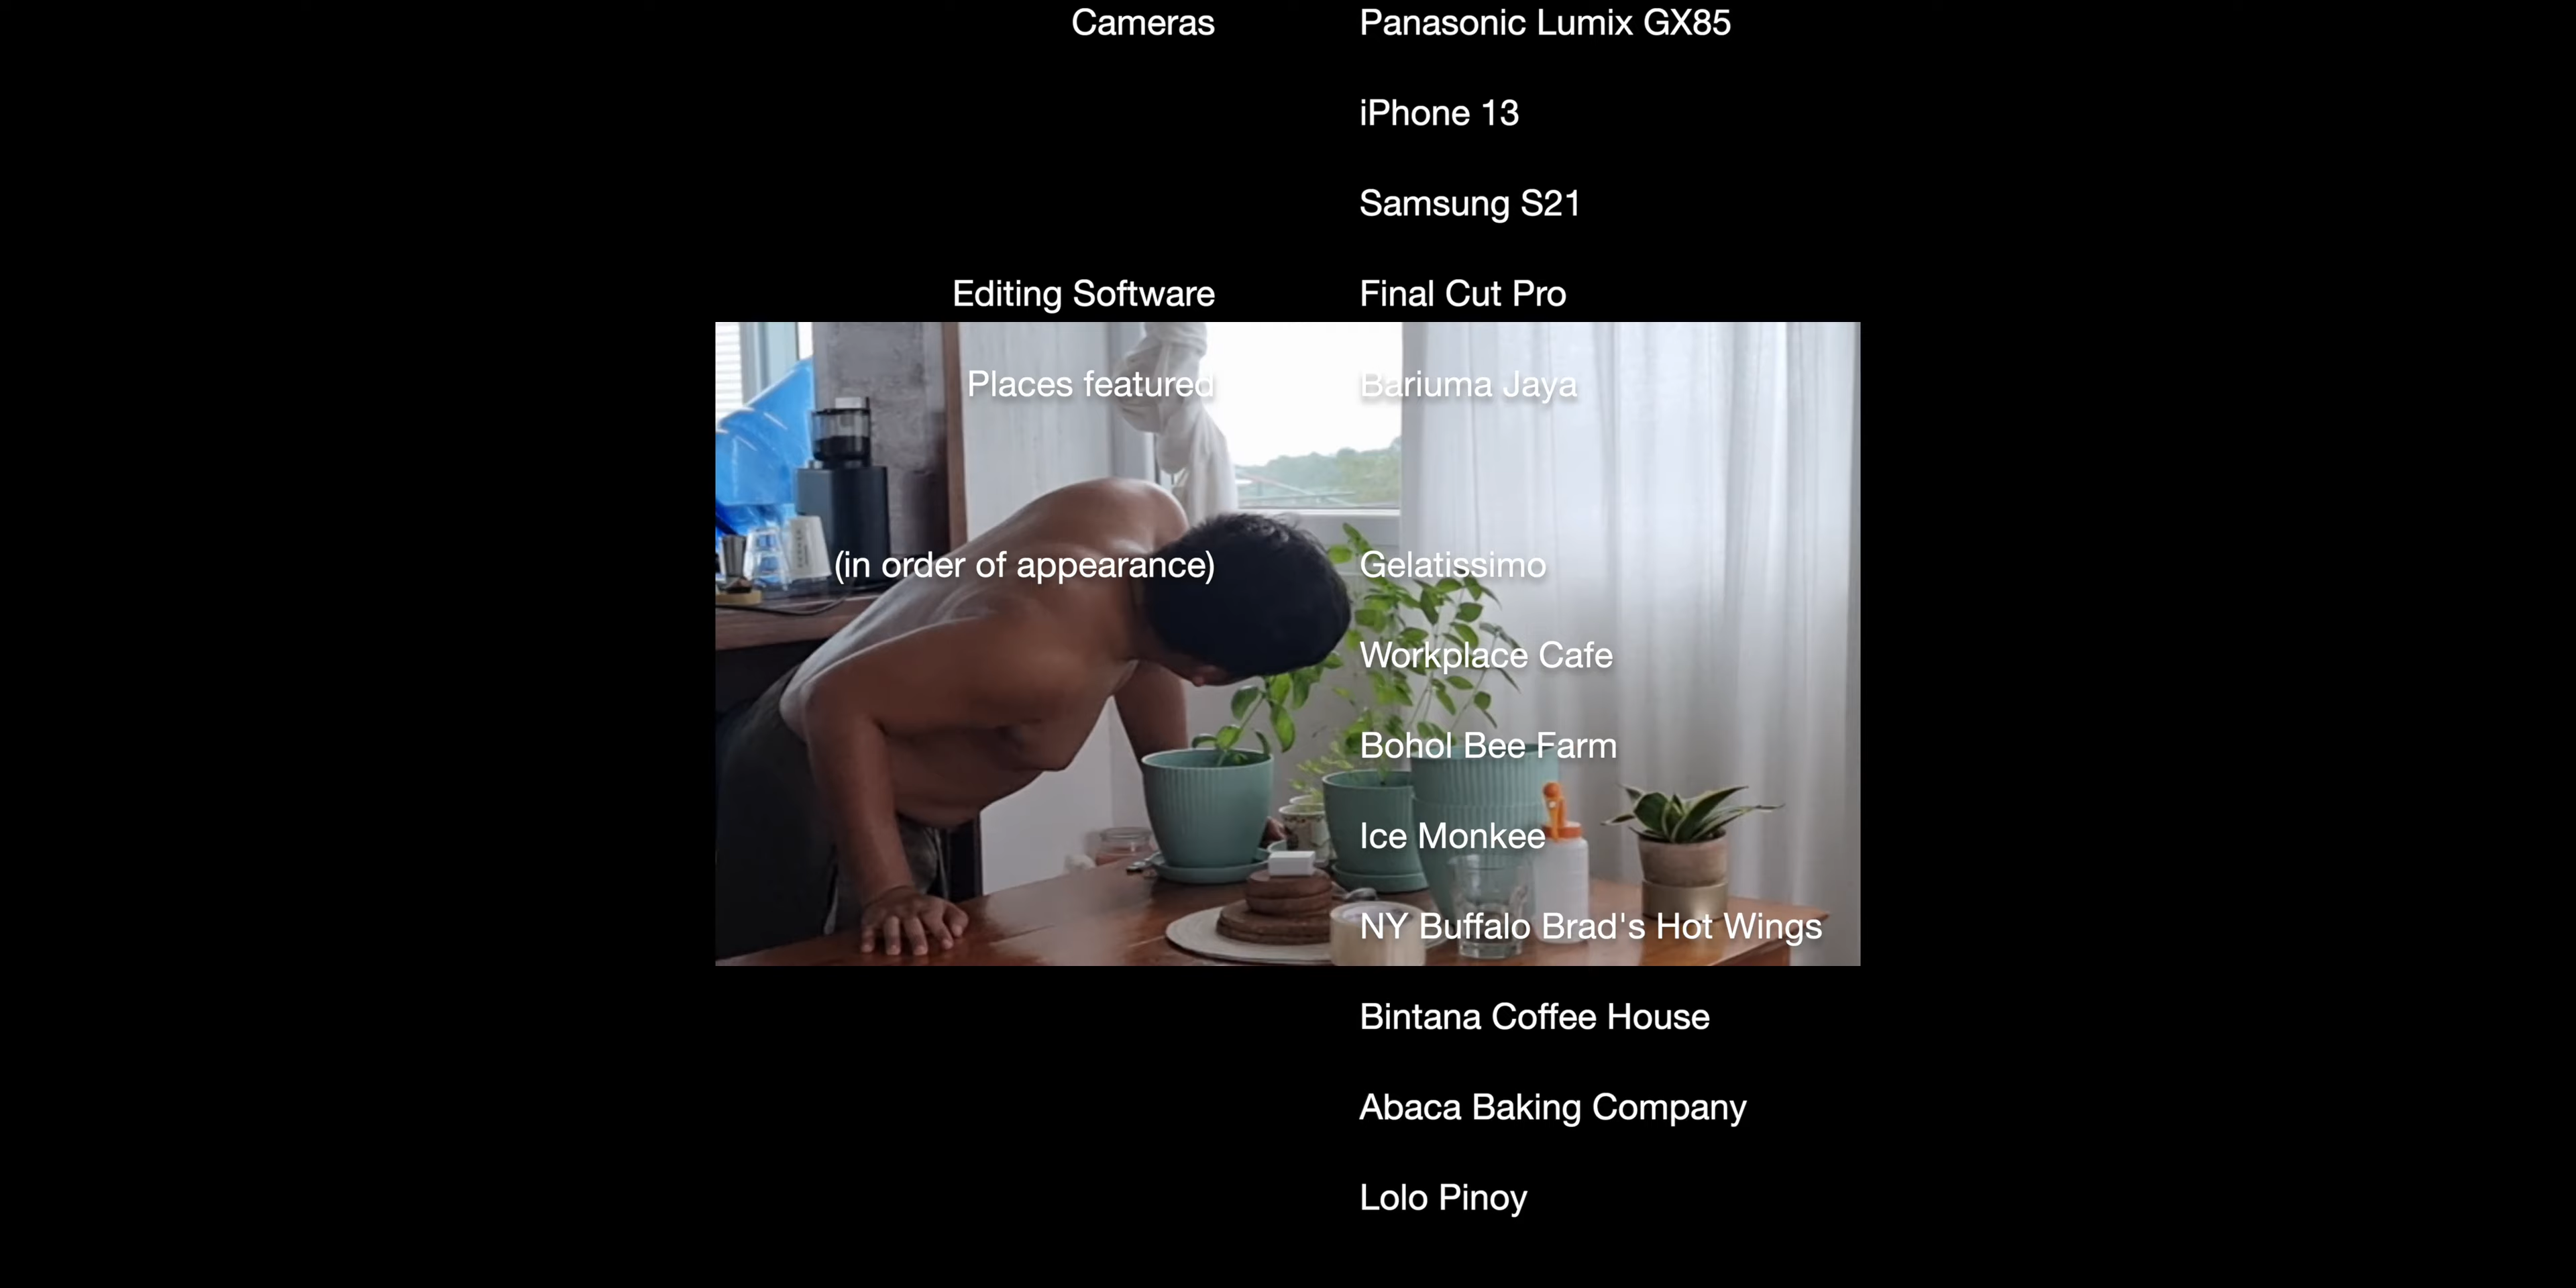 Cameras Panasonic Lumix GX85
iPhone 13
Samsung S21
Editing Software Final Cut Pro
Places featured Bariuma Jaya
(in order of appearance) Gelatissimo
Workplace Cafe
Bohol Bee Farm
Ice Monkee
NY Buffalo Brad's Hot Wings
Bintana Coffee House
Abaca Baking Company
Lolo Pinoy